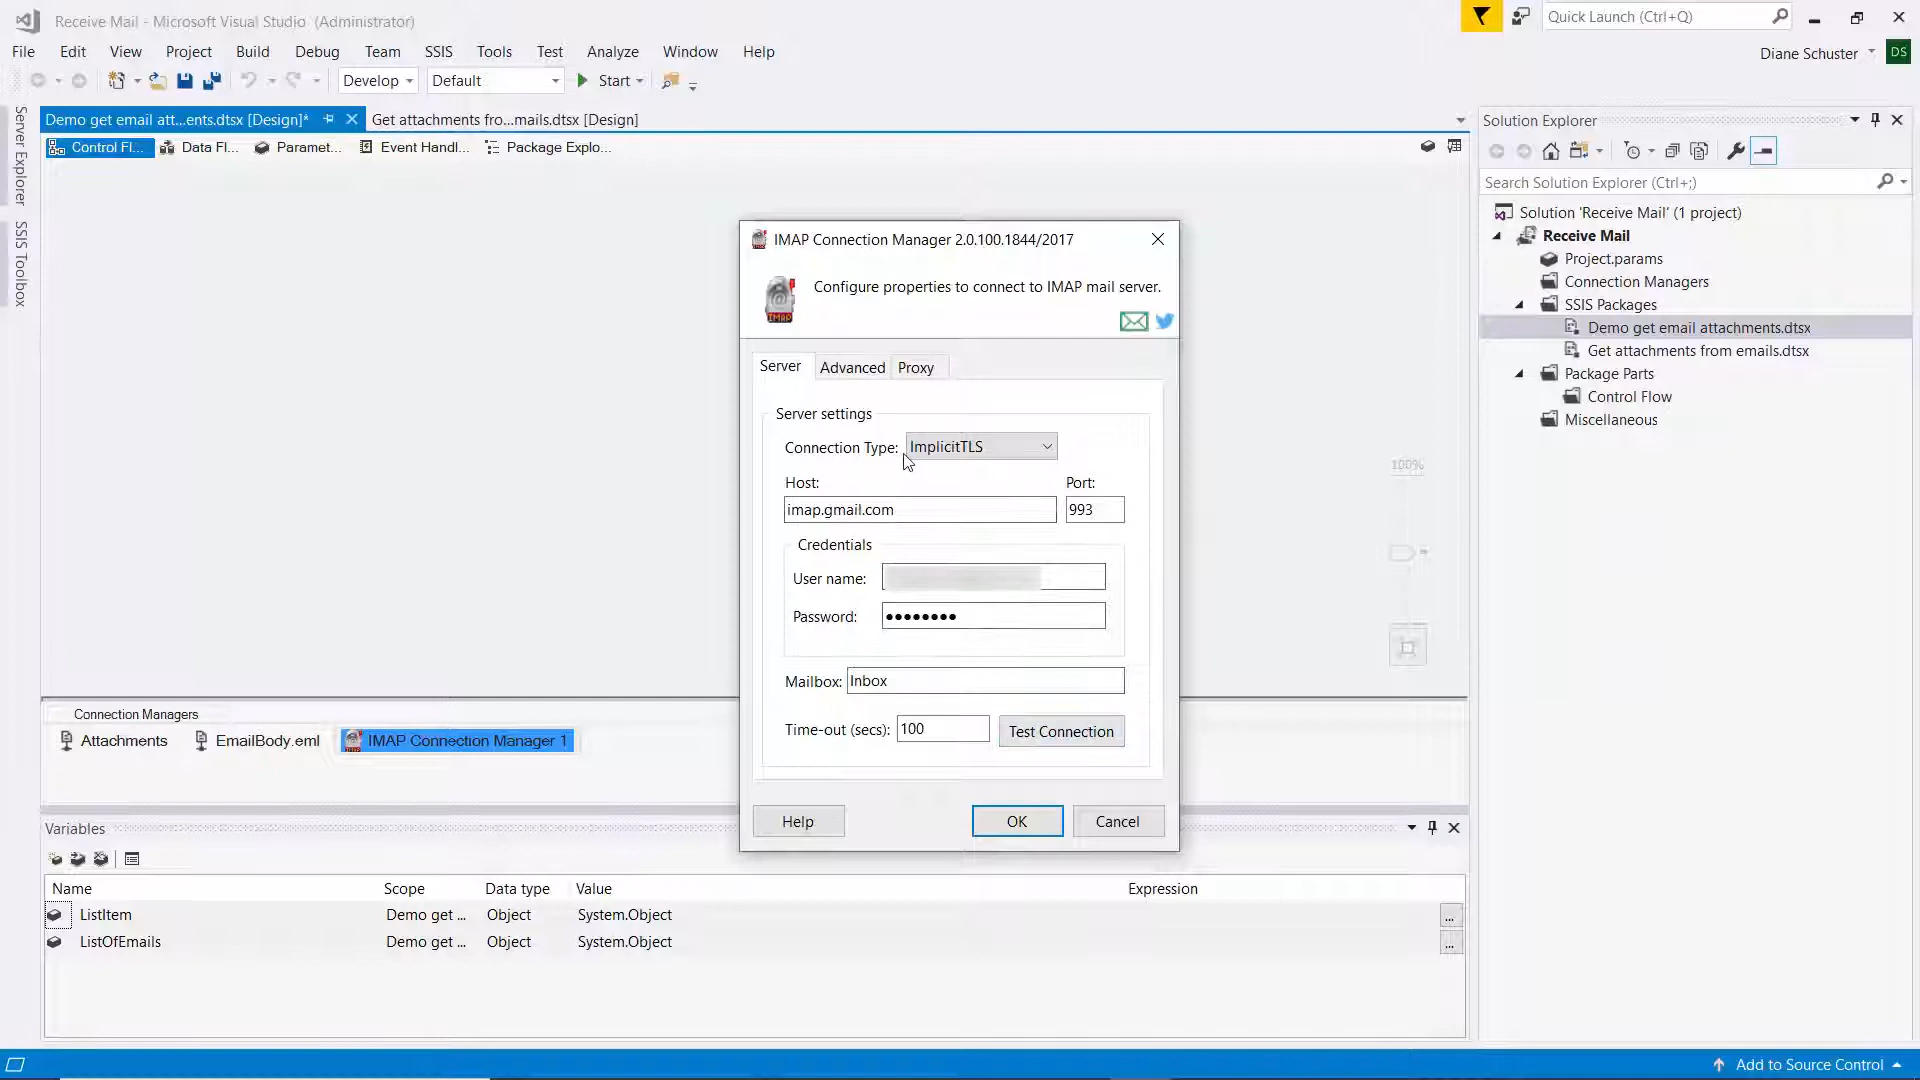 Receive Mail - Microsoft Visual Studio (Administrator)
Quick Launch (Ctrl+Q)
File Edit View Project Build Debug Team SSIS Tools Test Analyze Window Help
Diane Schuster DS
Develop Default Start
Server Explorer
SSIS Toolbox
Demo get email att...ents.dtsx [Design]* Get attachments fro...mails.dtsx [Design]
Control Fl... Data Fl... Paramet... Event Handl... Package Explo...
Solution Explorer
Search Solution Explorer (Ctrl+;)
Solution 'Receive Mail' (1 project)
Receive Mail
Project.params
Connection Managers
SSIS Packages
Demo get email attachments.dtsx
Get attachments from emails.dtsx
Package Parts
Control Flow
Miscellaneous
100%
IMAP Connection Manager 2.0.100.1844/2017
Configure properties to connect to IMAP mail server.
IMAP
Server Advanced Proxy
Server settings
Connection Type: ImplicitTLS
Host: Port:
imap.gmail.com 993
Credentials
User name:
Password: ●●●●●●●●
Mailbox: Inbox
Time-out (secs): 100 Test Connection
Help OK Cancel
Connection Managers
Attachments EmailBody.eml IMAP Connection Manager 1
Variables
Name Scope Data type Value Expression
ListItem Demo get ... Object System.Object ...
ListOfEmails Demo get ... Object System.Object ...
Add to Source Control